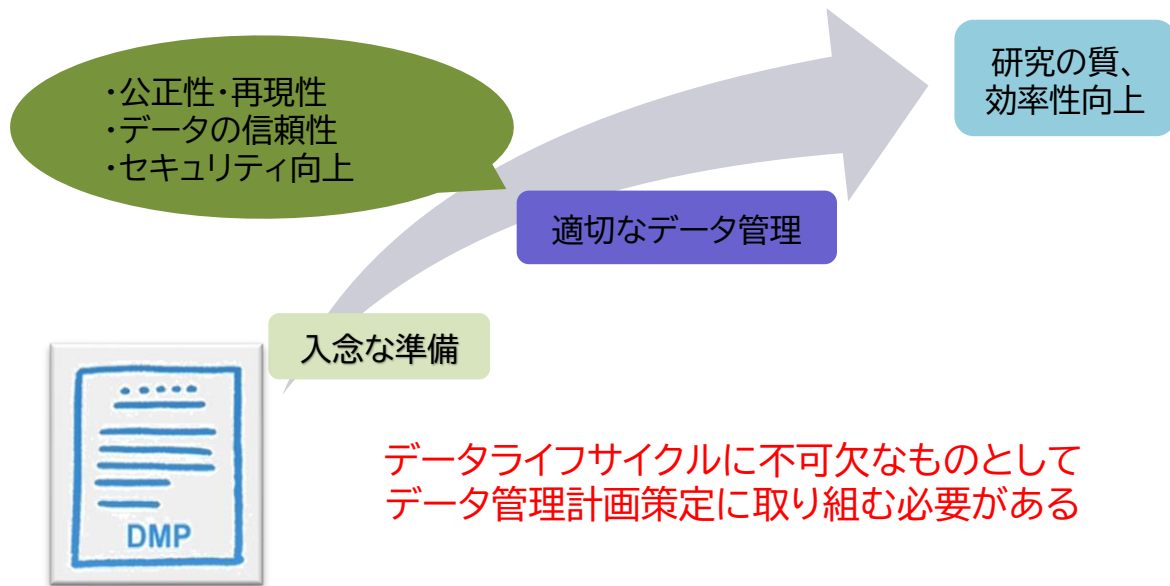 ・公正性・再現性
・データの信頼性
・セキュリティ向上
研究の質、
効率性向上
適切なデータ管理
入念な準備
DMP
データライフサイクルに不可欠なものとして
データ管理計画策定に取り組む必要がある